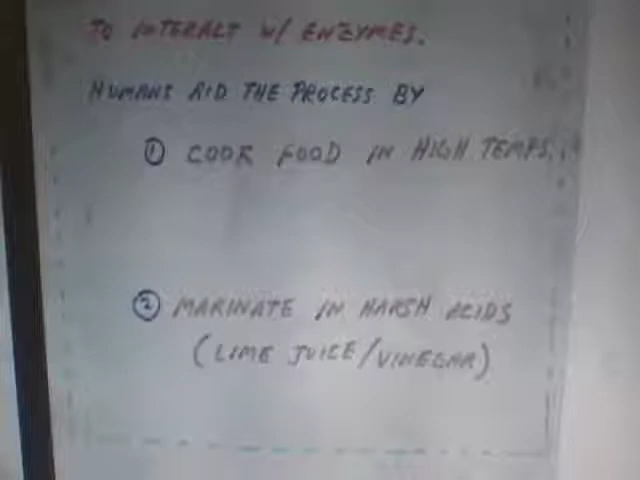 TO INTERACT W/ ENZYMES.
HUMANS AID THE PROCESS BY
① COOK FOOD IN HIGH TEMPS.
② MARINATE IN HARSH ACIDS
(LIME JUICE/VINEGAR)